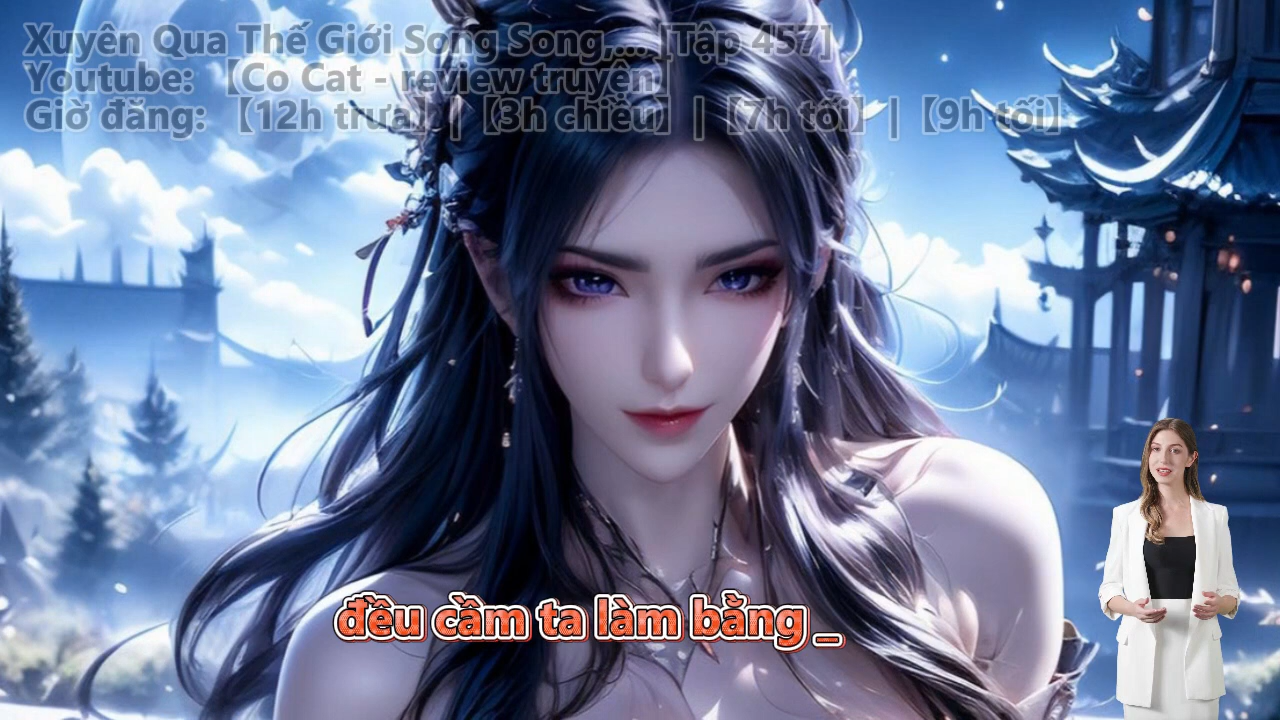 Xuyên Qua Thế Giới Song Song... [Tập 457]
Youtube: 【Co Cat - review truyện】
Giờ đăng: 【12h trưa】 | 【3h chiều】 | 【7h tối】 | 【9h tối】
đều cầm ta làm bằng _